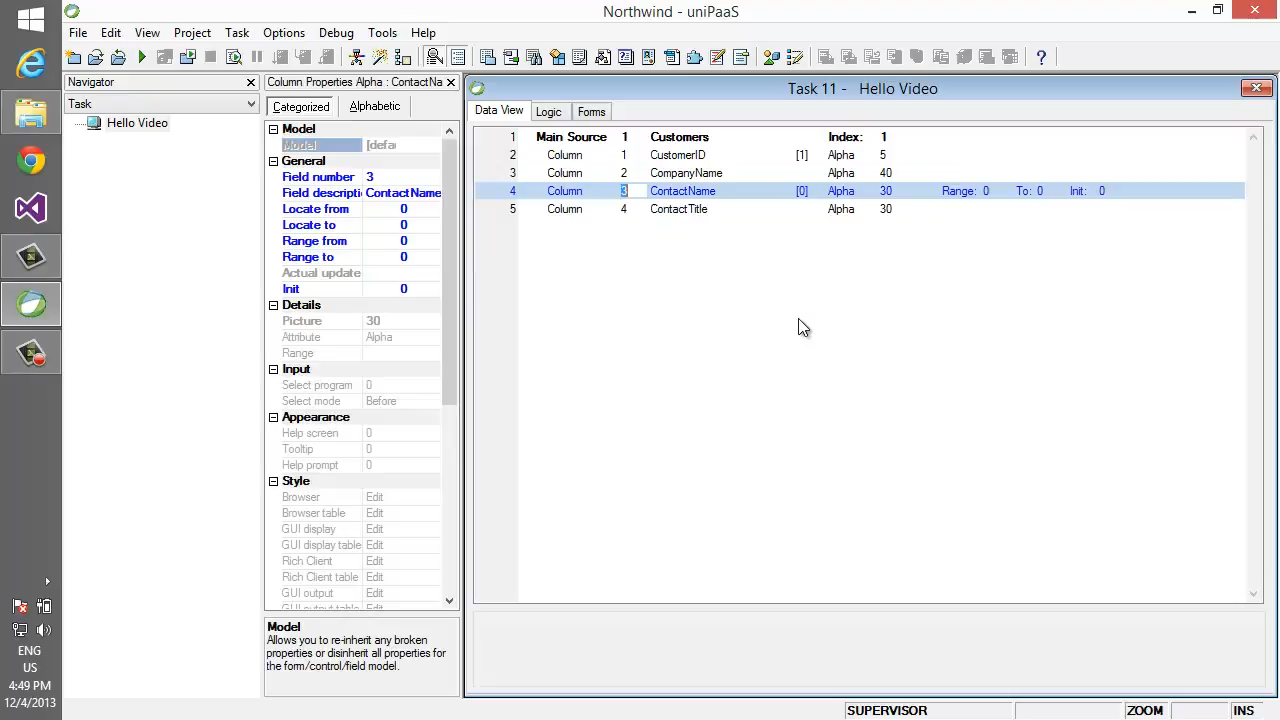 Northwind - uniPaaS
File Edit View Project Task Options Debug Tools Help
Navigator
Task
Hello Video
Column Properties Alpha : ContactNa
Categorized Alphabetic
Model
Model [defau
General
Field number 3
Field descripti ContactName
Locate from 0
Locate to 0
Range from 0
Range to 0
Actual update
Init 0
Details
Picture 30
Attribute Alpha
Range
Input
Select program 0
Select mode Before
Appearance
Help screen 0
Tooltip 0
Help prompt 0
Style
Browser Edit
Browser table Edit
GUI display Edit
GUI display table Edit
Rich Client Edit
Rich Client table Edit
GUI output Edit
GUI output table Edit
Model
Allows you to re-inherit any broken
properties or disinherit all properties for
the form/control/field model.
Task 11 - Hello Video
Data View Logic Forms
1 Main Source 1 Customers Index: 1
2 Column 1 CustomerID [1] Alpha 5
3 Column 2 CompanyName Alpha 40
4 Column 3 ContactName [0] Alpha 30 Range: 0 To: 0 Init: 0
5 Column 4 ContactTitle Alpha 30
ENG
US
4:49 PM
12/4/2013
SUPERVISOR ZOOM INS